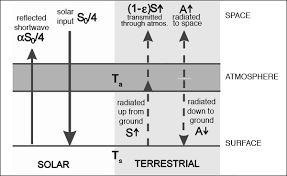 reflected
shortwave
αS₀/4
solar
input
S₀/4
(1-ε)S↑
transmitted
through atmos.
A↑
radiated
to space
SPACE
Tₐ
ATMOSPHERE
radiated
up from
ground
S↑
radiated
down to
ground
A↓
Tₛ
SURFACE
SOLAR
TERRESTRIAL